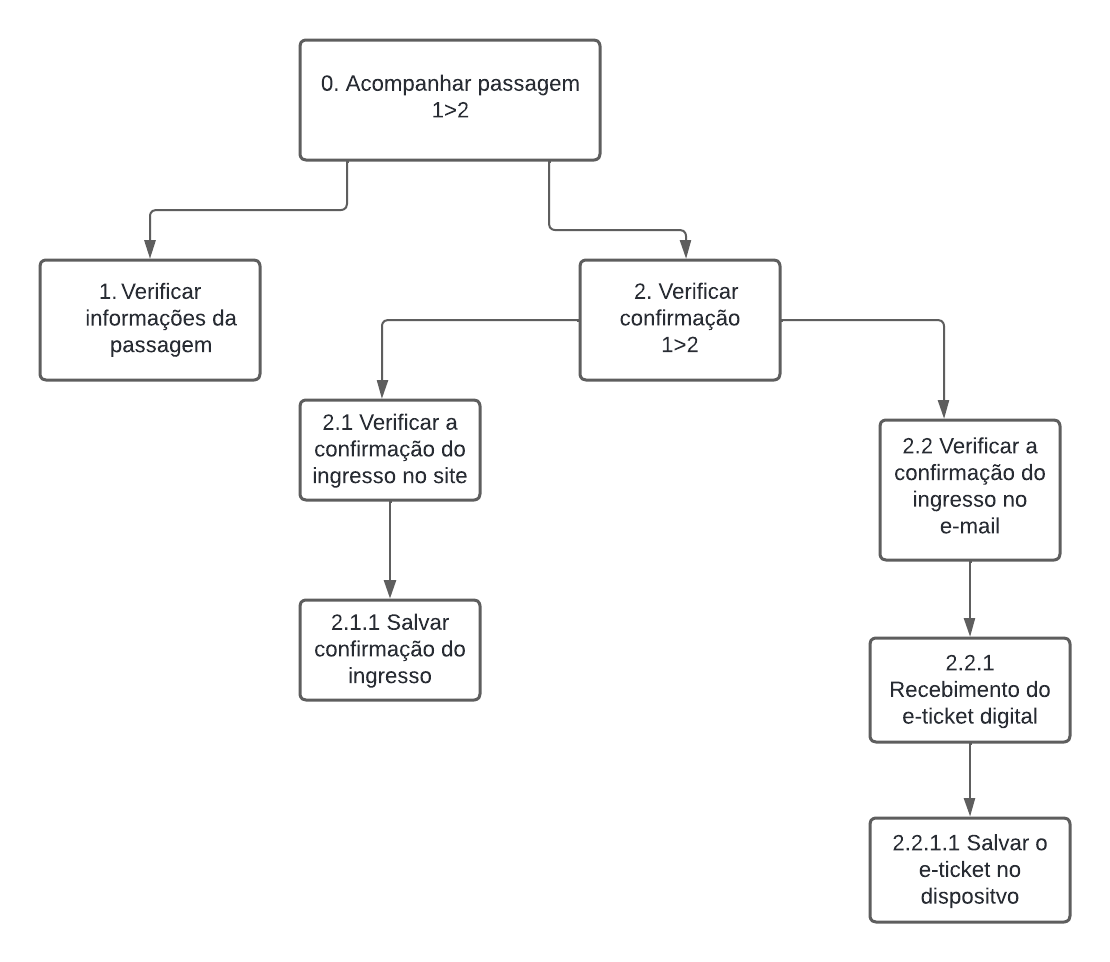 0. Acompanhar passagem
1>2
1. Verificar
informações da
passagem
2. Verificar
confirmação
1>2
2.1 Verificar a
confirmação do
ingresso no site
2.2 Verificar a
confirmação do
ingresso no
e-mail
2.1.1 Salvar
confirmação do
ingresso
2.2.1
Recebimento do
e-ticket digital
2.2.1.1 Salvar o
e-ticket no
dispositvo